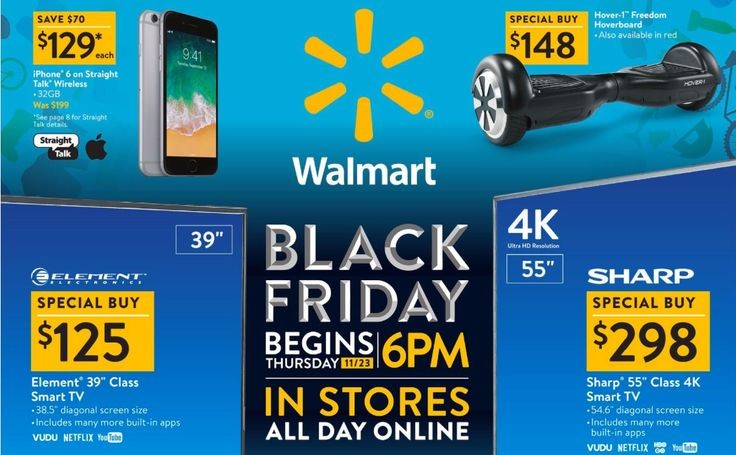 SAVE $70
$129*
each
iPhone® 6 on Straight
Talk® Wireless
• 32GB
Was $199
*See page 8 for Straight
Talk details.
Straight
Talk
Walmart
SPECIAL BUY
$148
Hover-1™ Freedom
Hoverboard
• Also available in red
HOVER-1
39"
ELEMENT
ELECTRONICS
SPECIAL BUY
$125
Element® 39" Class
Smart TV
• 38.5" diagonal screen size
• Includes many more built-in apps
VUDU NETFLIX YouTube
BLACK
FRIDAY
BEGINS
THURSDAY 11/23
6PM
IN STORES
ALL DAY ONLINE
4K
Ultra HD Resolution
55"
SHARP
SPECIAL BUY
$298
Sharp® 55" Class 4K
Smart TV
• 54.6" diagonal screen size
• Includes many more
built-in apps
VUDU NETFLIX HBO GO YouTube